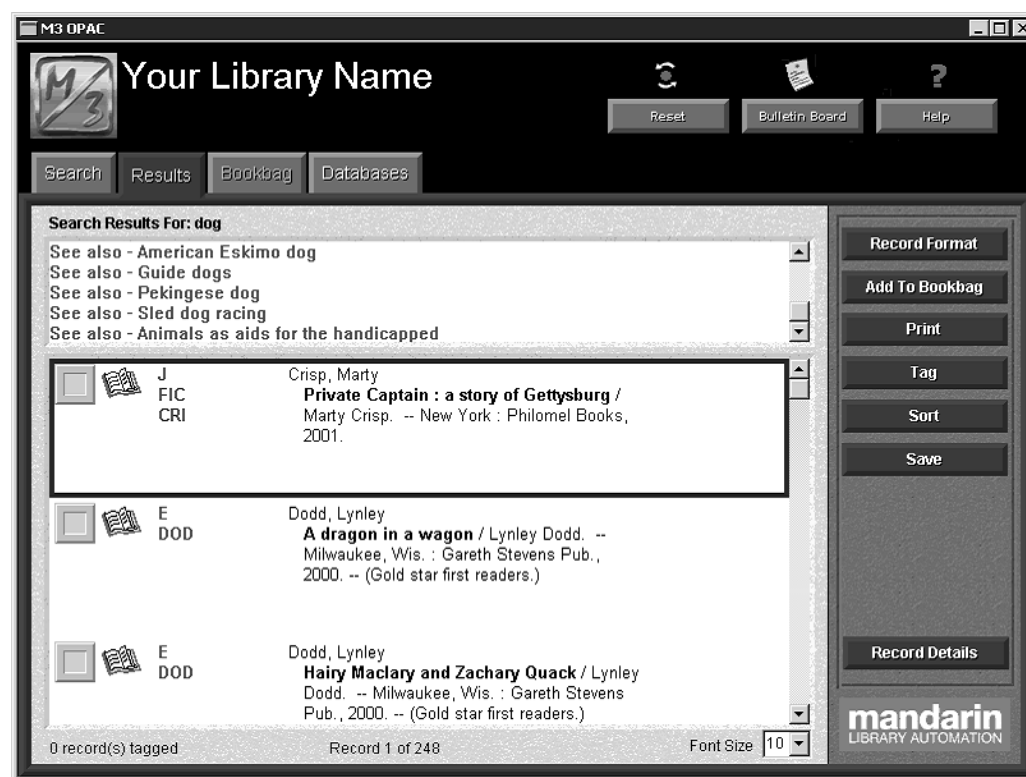 M3 OPAC
M/3
Your Library Name
?
Reset
Bulletin Board
Help
Search
Results
Bookbag
Databases
Search Results For: dog
See also - American Eskimo dog
See also - Guide dogs
See also - Pekingese dog
See also - Sled dog racing
See also - Animals as aids for the handicapped
J
FIC
CRI
Crisp, Marty
Private Captain : a story of Gettysburg /
Marty Crisp. -- New York : Philomel Books,
2001.
E
DOD
Dodd, Lynley
A dragon in a wagon / Lynley Dodd. --
Milwaukee, Wis. : Gareth Stevens Pub.,
2000. -- (Gold star first readers.)
E
DOD
Dodd, Lynley
Hairy Maclary and Zachary Quack / Lynley
Dodd. -- Milwaukee, Wis. : Gareth Stevens
Pub., 2000. -- (Gold star first readers.)
0 record(s) tagged
Record 1 of 248
Font Size 10
Record Format
Add To Bookbag
Print
Tag
Sort
Save
Record Details
mandarin
LIBRARY AUTOMATION